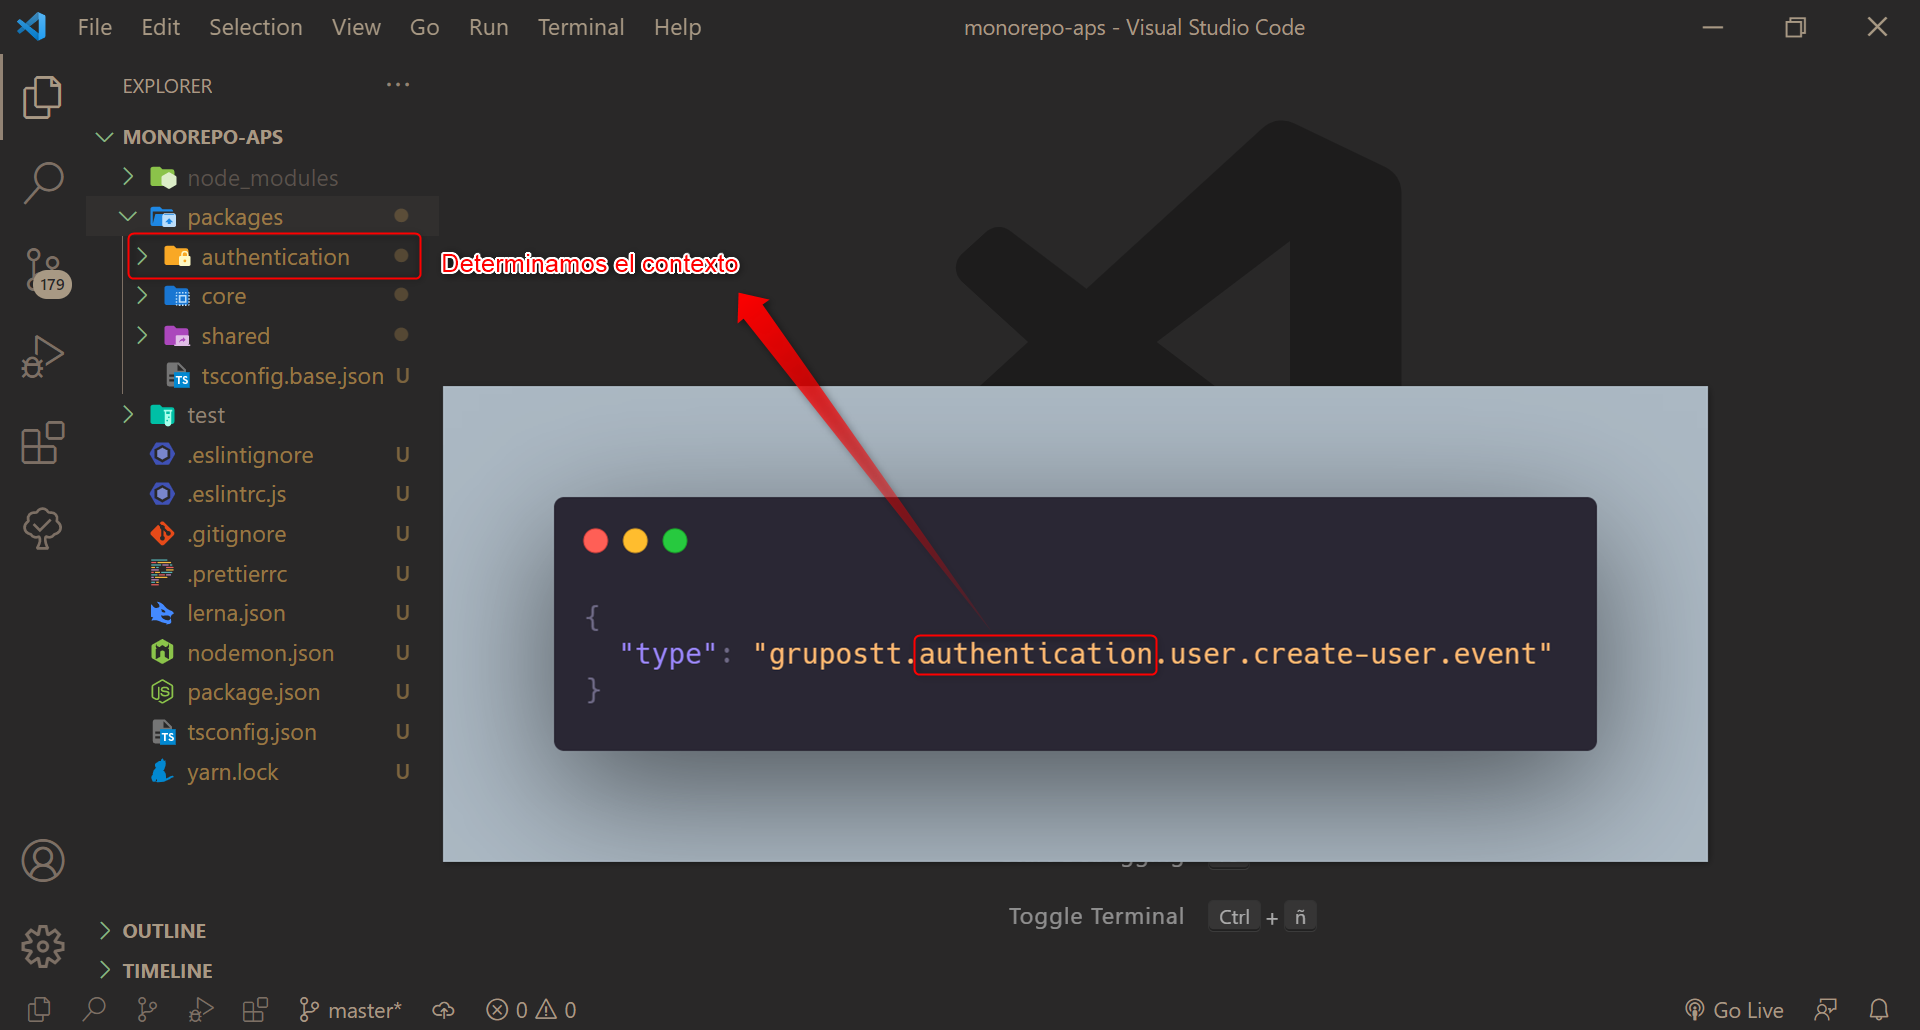 File Edit Selection View Go Run Terminal Help
monorepo-aps - Visual Studio Code
EXPLORER
MONOREPO-APS
node_modules
packages
authentication
Determinamos el contexto
core
shared
tsconfig.base.json U
test
.eslintignore U
.eslintrc.js U
.gitignore U
.prettierrc U
lerna.json U
nodemon.json U
package.json U
tsconfig.json U
yarn.lock U
179
{
"type": "grupostt.authentication.user.create-user.event"
}
Toggle Terminal Ctrl + ñ
OUTLINE
TIMELINE
master* 0 0 Go Live